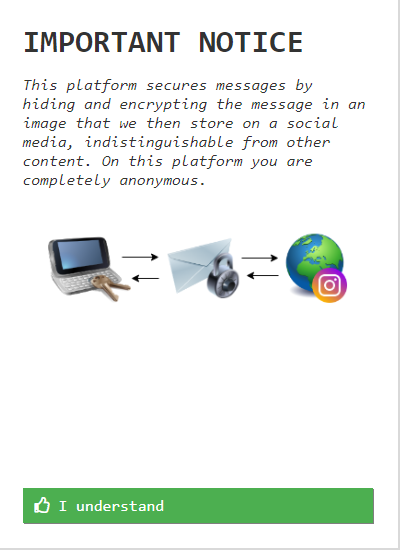 IMPORTANT NOTICE
This platform secures messages by
hiding and encrypting the message in an
image that we then store on a social
media, indistinguishable from other
content. On this platform you are
completely anonymous.
I understand